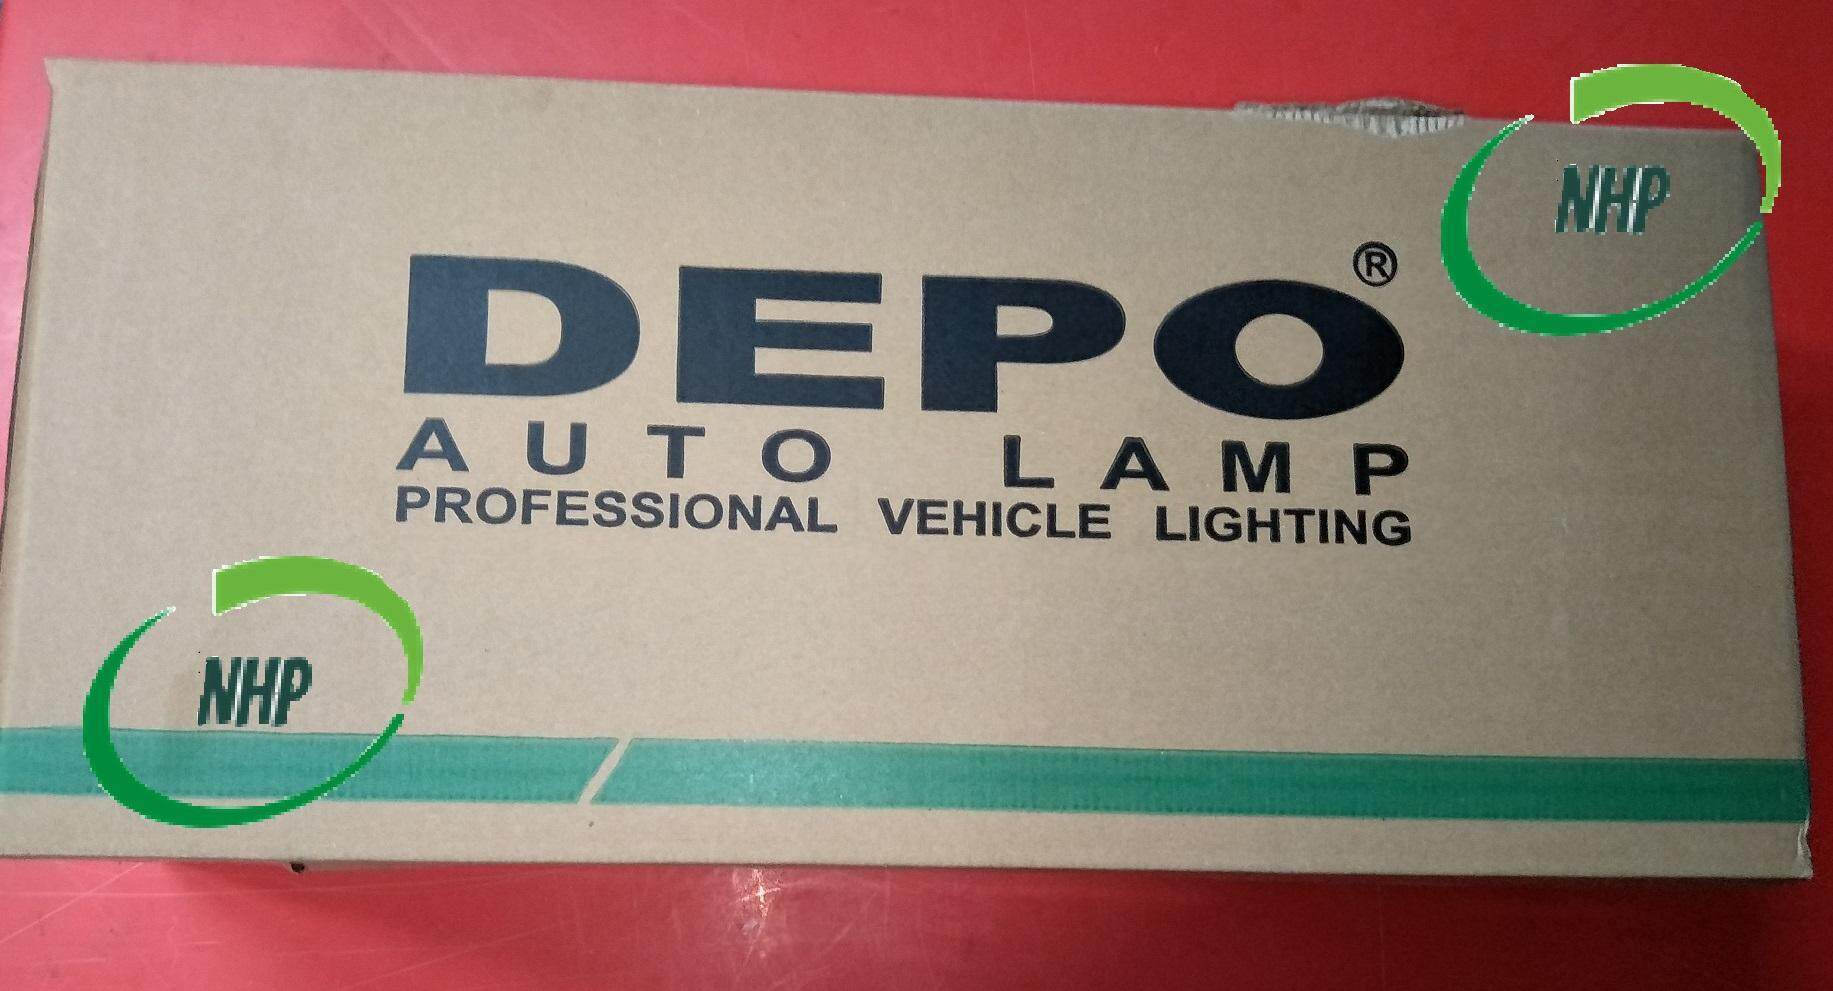 NHP
DEPO®
AUTO LAMP
PROFESSIONAL VEHICLE LIGHTING
NHP